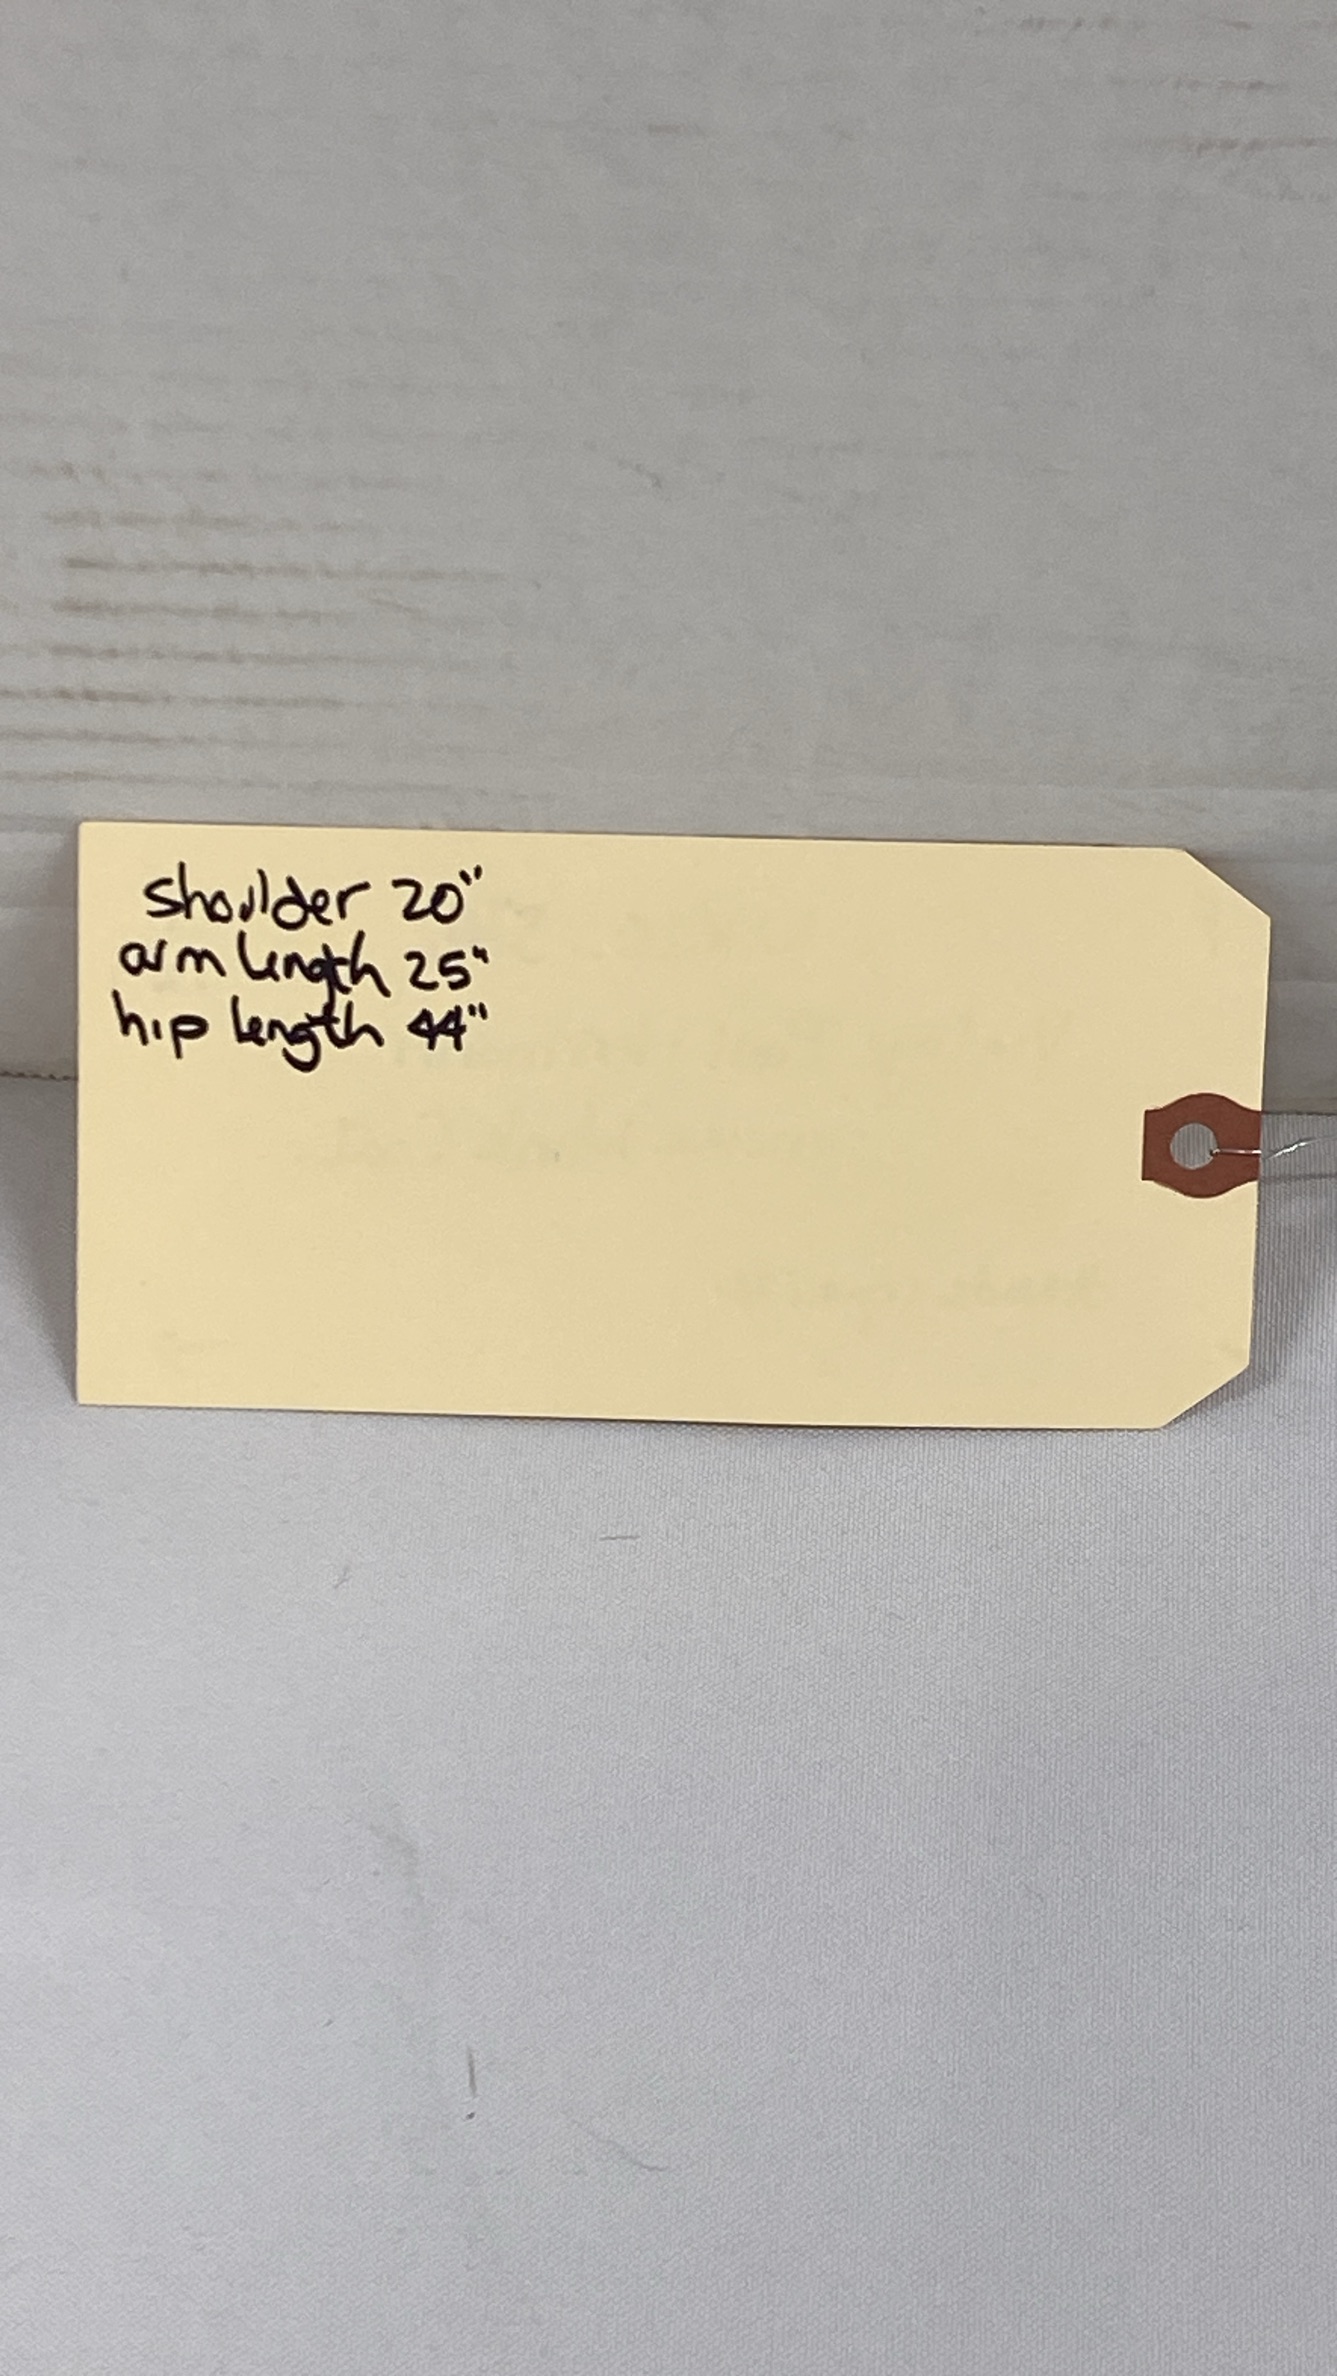 shoulder 20"
arm length 25"
hip length 44"